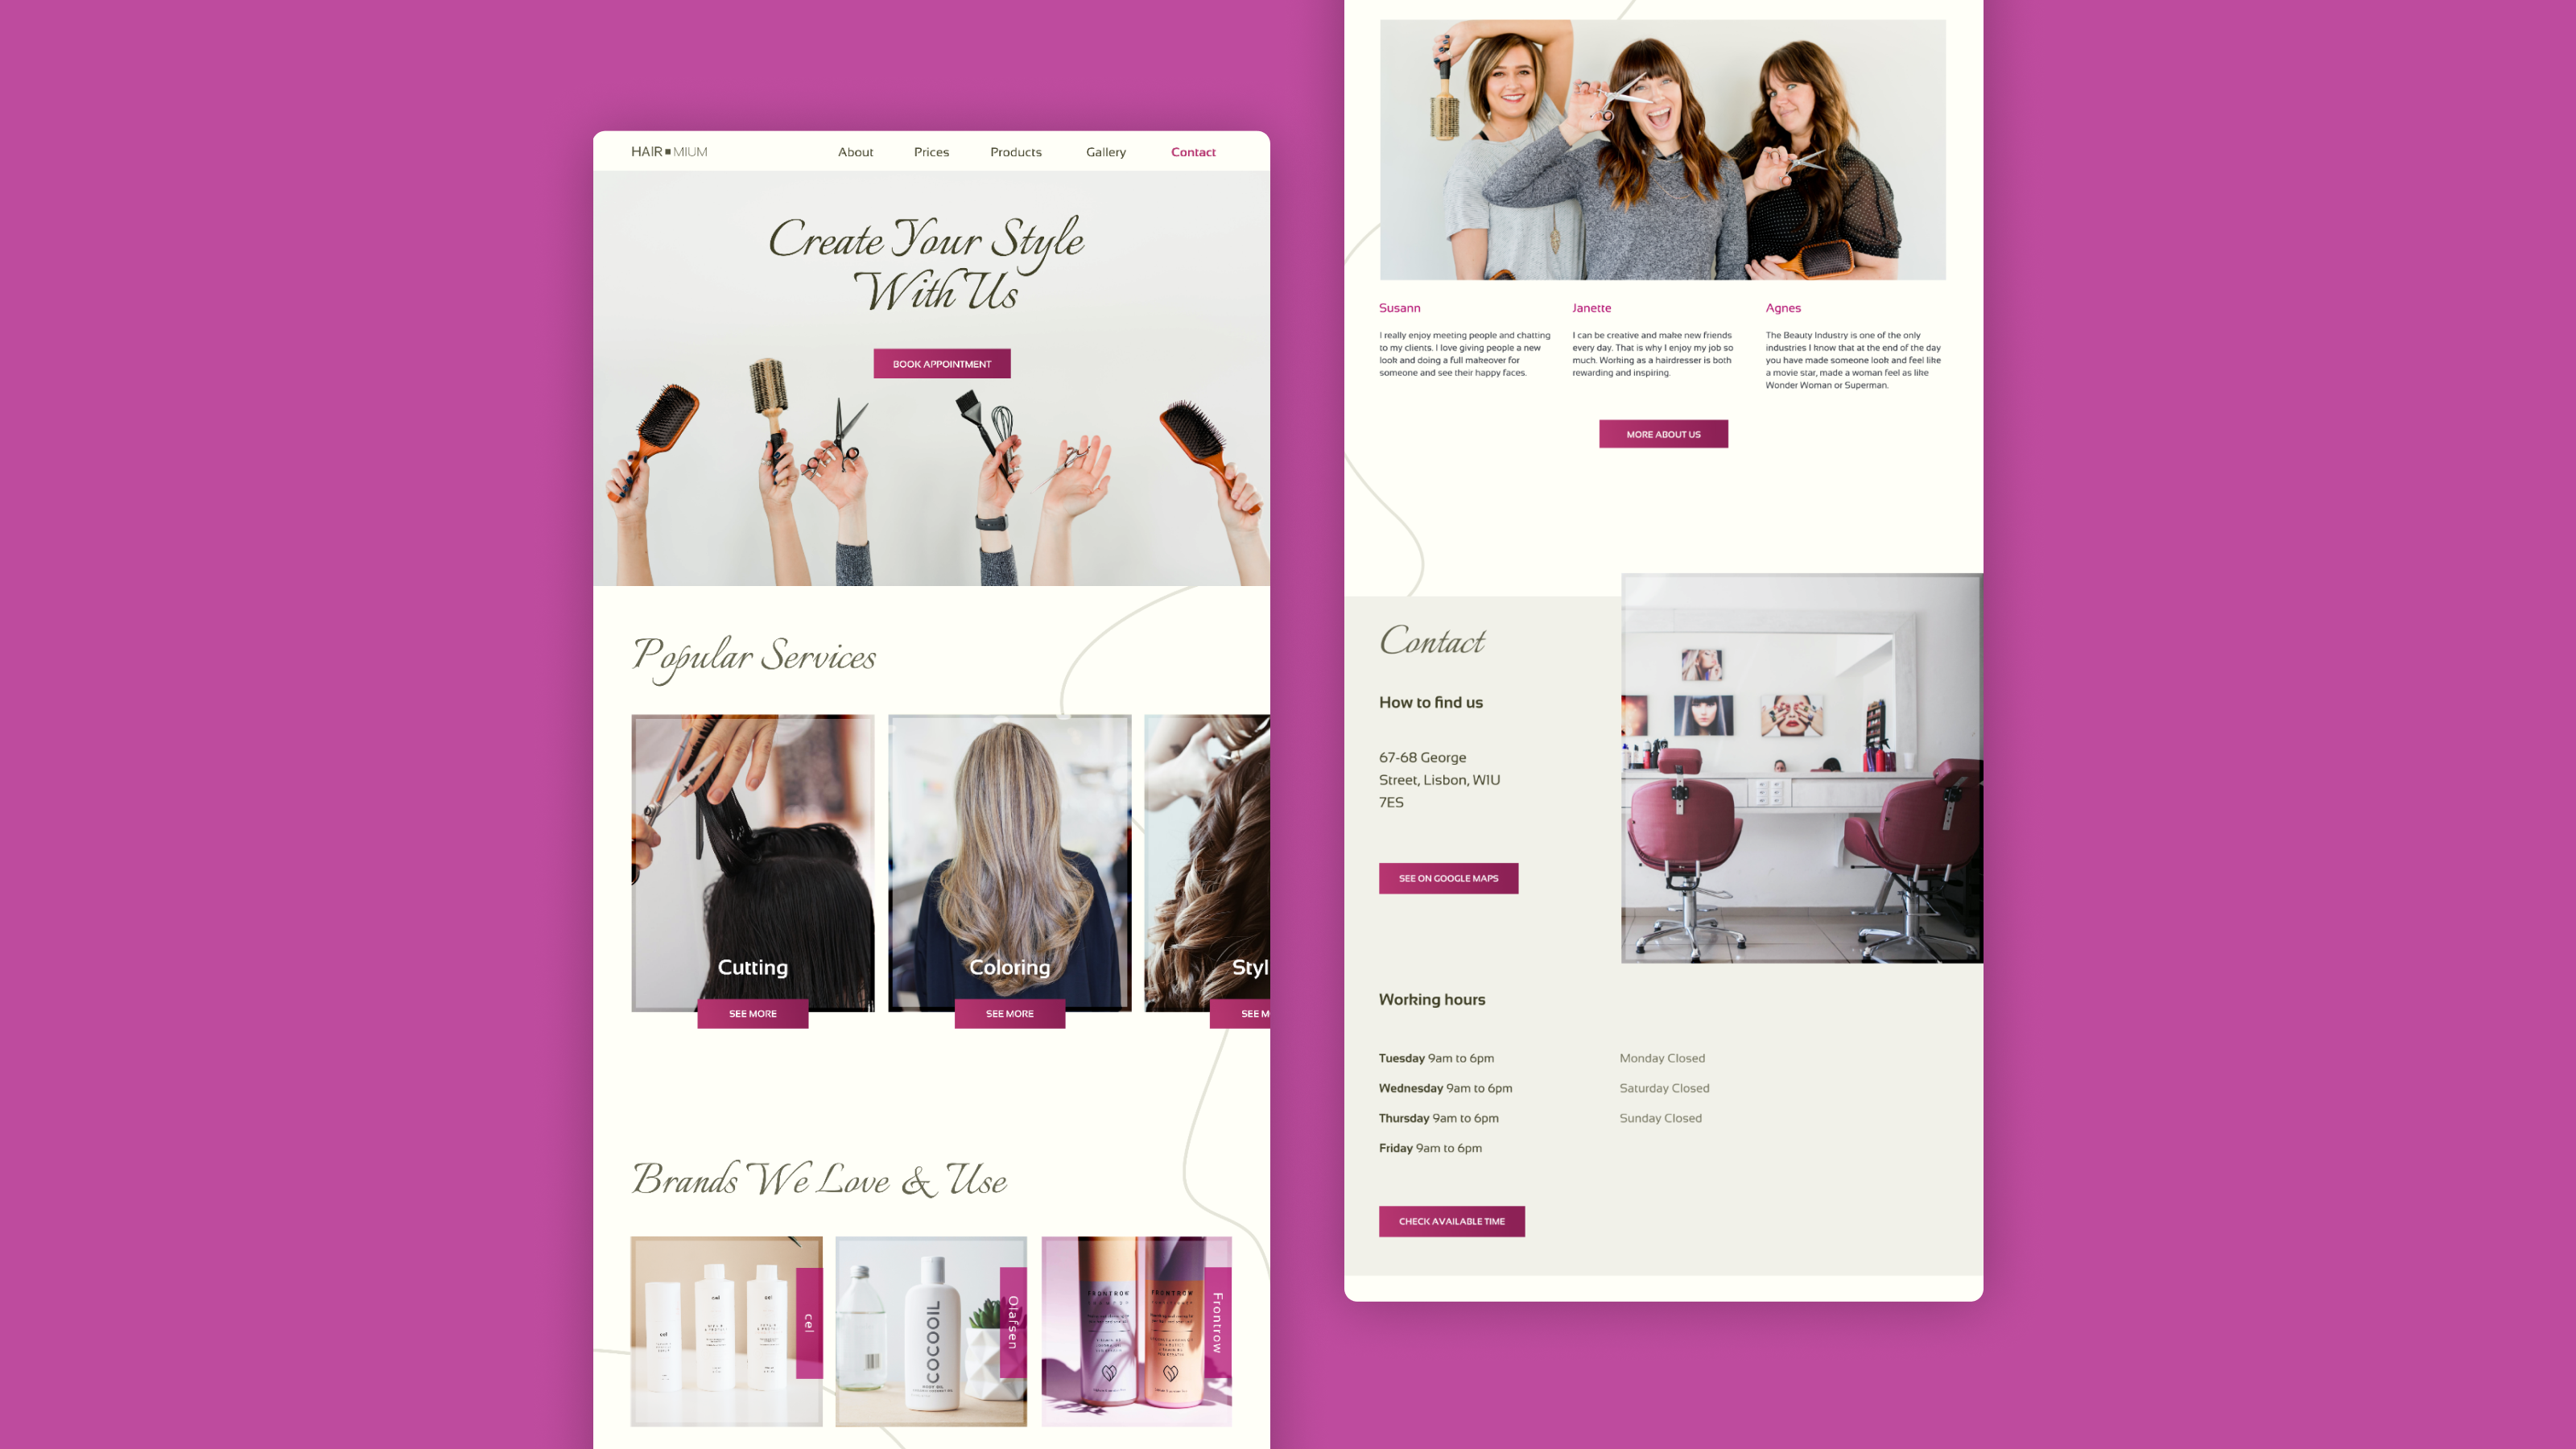 HAIR MIUM
About Prices Products Gallery Contact
Create Your Style
With Us
BOOK APPOINTMENT
Popular Services
Cutting
SEE MORE
Coloring
SEE MORE
Styl
SEE M
Brands We Love & Use
cel
cel
cel
cel
COCOOIL
BODY OIL
Olafsen
FRONTROW
FRONTROW
Frontrow
Susann
I really enjoy meeting people and chatting
to my clients. I love giving people a new
look and doing a full makeover for
someone and see their happy faces.
Janette
I can be creative and make new friends
every day. That is why I enjoy my job so
much. Working as a hairdresser is both
rewarding and inspiring.
Agnes
The Beauty Industry is one of the only
industries I know that at the end of the day
you have made someone look and feel like
a movie star, made a woman feel as like
Wonder Woman or Superman.
MORE ABOUT US
Contact
How to find us
67-68 George
Street, Lisbon, WIU
7ES
SEE ON GOOGLE MAPS
Working hours
Tuesday 9am to 6pm
Wednesday 9am to 6pm
Thursday 9am to 6pm
Friday 9am to 6pm
Monday Closed
Saturday Closed
Sunday Closed
CHECK AVAILABLE TIME